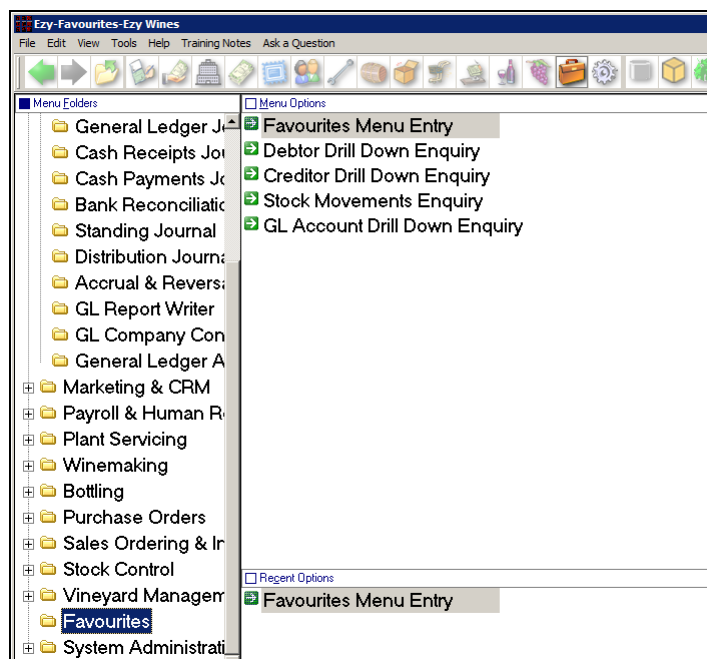 Ezy-Favourites-Ezy Wines
File Edit View Tools Help Training Notes Ask a Question
Menu Folders
General Ledger Jo
Cash Receipts Jou
Cash Payments Jo
Bank Reconciliatic
Standing Journal
Distribution Journa
Accrual & Reversa
GL Report Writer
GL Company Con
General Ledger A
Marketing & CRM
Payroll & Human R
Plant Servicing
Winemaking
Bottling
Purchase Orders
Sales Ordering & In
Stock Control
Vineyard Managem
Favourites
System Administrati
Menu Options
Favourites Menu Entry
Debtor Drill Down Enquiry
Creditor Drill Down Enquiry
Stock Movements Enquiry
GL Account Drill Down Enquiry
Recent Options
Favourites Menu Entry